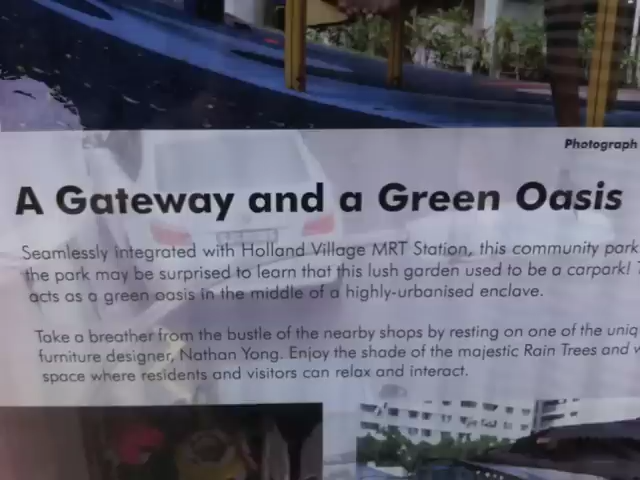 Photograph
A Gateway and a Green Oasis
Seamlessly integrated with Holland Village MRT Station, this community park
the park may be surprised to learn that this lush garden used to be a carpark!
acts as a green oasis in the middle of a highly-urbanised enclave.
Take a breather from the bustle of the nearby shops by resting on one of the uniq
furniture designer, Nathan Yong. Enjoy the shade of the majestic Rain Trees and w
space where residents and visitors can relax and interact.